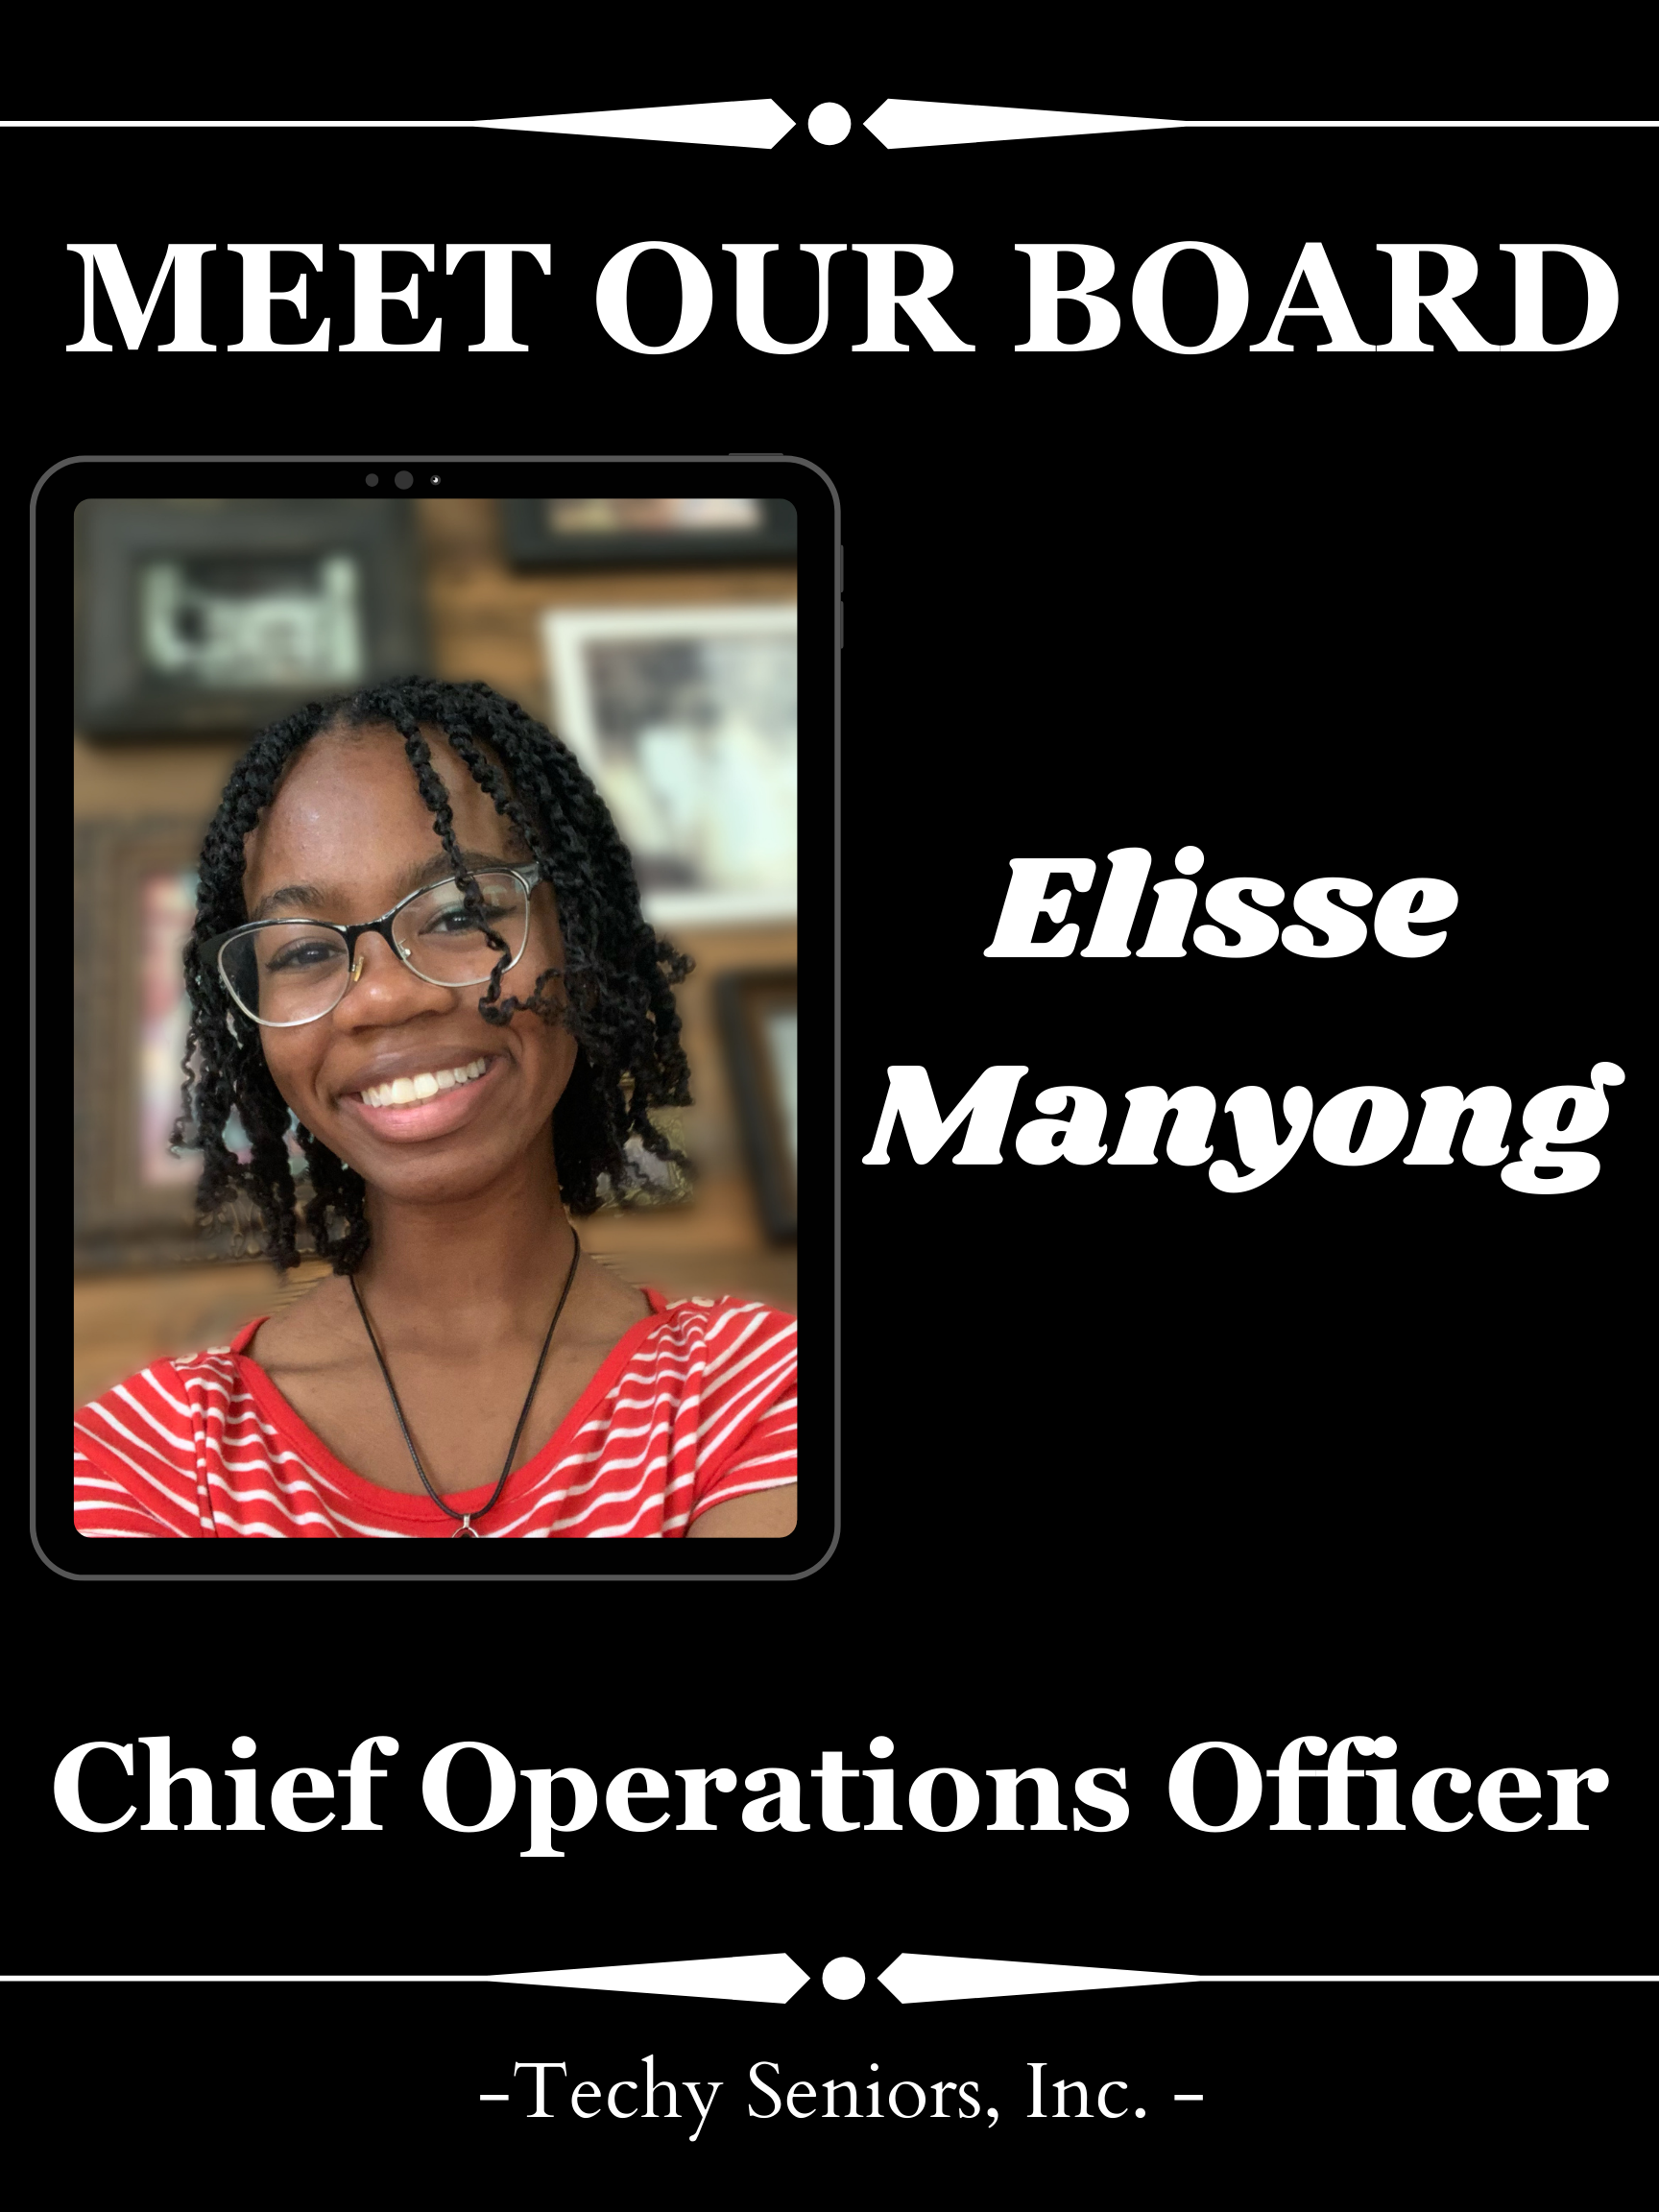 MEET OUR BOARD
Elisse
Manyong
Chief Operations Officer
-Techy Seniors, Inc. -